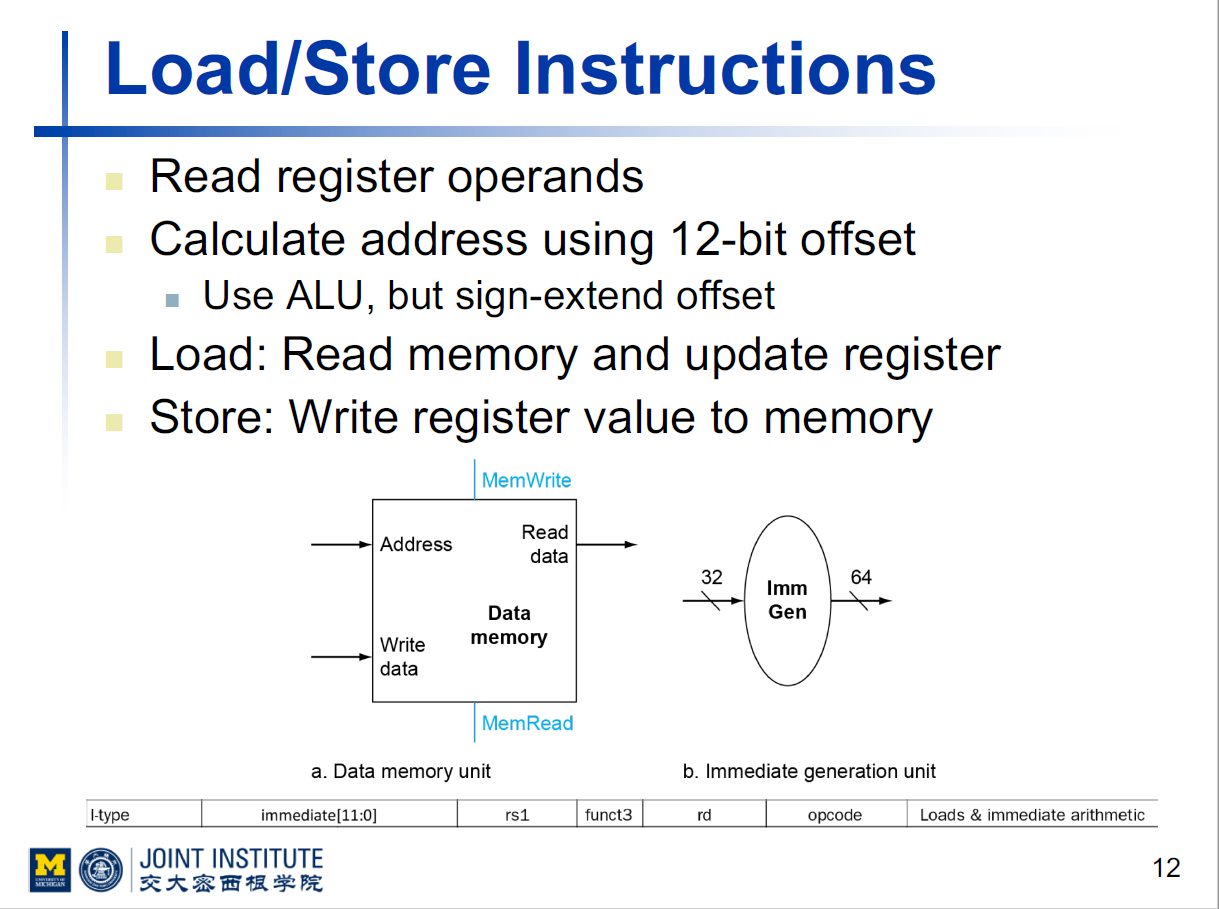 Load/Store Instructions
Read register operands
Calculate address using 12-bit offset
Use ALU, but sign-extend offset
Load: Read memory and update register
Store: Write register value to memory
MemWrite
Address
Read
data
Data
memory
Write
data
MemRead
32
Imm
Gen
64
a. Data memory unit
b. Immediate generation unit
I-type immediate[11:0] rs1 funct3 rd opcode Loads & immediate arithmetic
M
UNIVERSITY OF
MICHIGAN
JOINT INSTITUTE
交大密西根学院
12